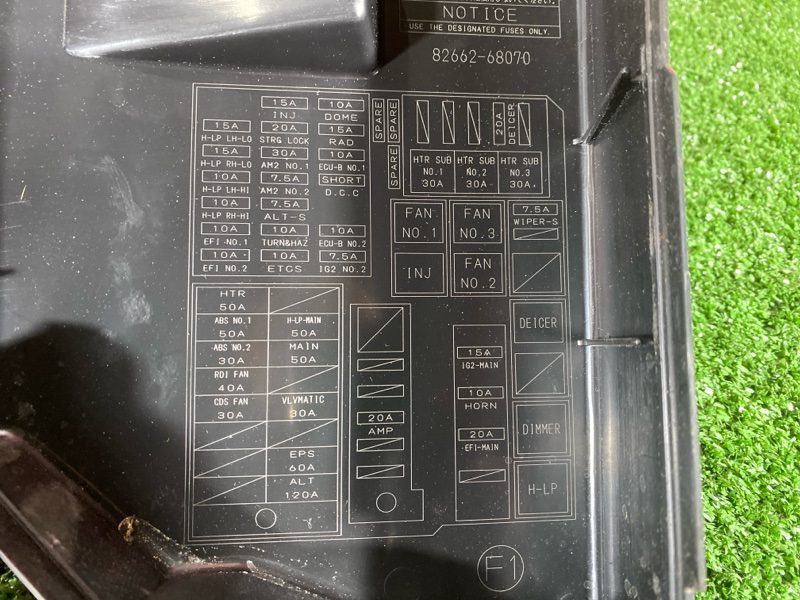 NOTICE
USE THE DESIGNATED FUSES ONLY.
82662-68070
15A
INJ
10A
DOME
15A
H-LP LH-LO
20A
STRG LOCK
15A
RAD
15A
H-LP RH-LO
30A
AM2 NO.1
10A
ECU-B NO.1
10A
H-LP LH-HI
7.5A
AM2 NO.2
SHORT
D.C.C
10A
H-LP RH-HI
7.5A
ALT-S
10A
EFI NO.1
10A
TURN&HAZ
10A
ECU-B NO.2
10A
EFI NO.2
10A
ETCS
7.5A
IG2 NO.2
SPARE
SPARE
SPARE
20A
DEICER
HTR SUB
NO.1
30A
HTR SUB
NO.2
30A
HTR SUB
NO.3
30A
FAN
NO.1
FAN
NO.3
7.5A
WIPER-S
INJ
FAN
NO.2
HTR
50A
ABS NO.1
50A
H-LP-MAIN
50A
ABS NO.2
30A
MAIN
50A
RDI FAN
40A
CDS FAN
30A
VLVMATIC
30A
EPS
60A
ALT
120A
20A
AMP
15A
IG2-MAIN
10A
HORN
20A
EFI-MAIN
DEICER
DIMMER
H-LP
F1